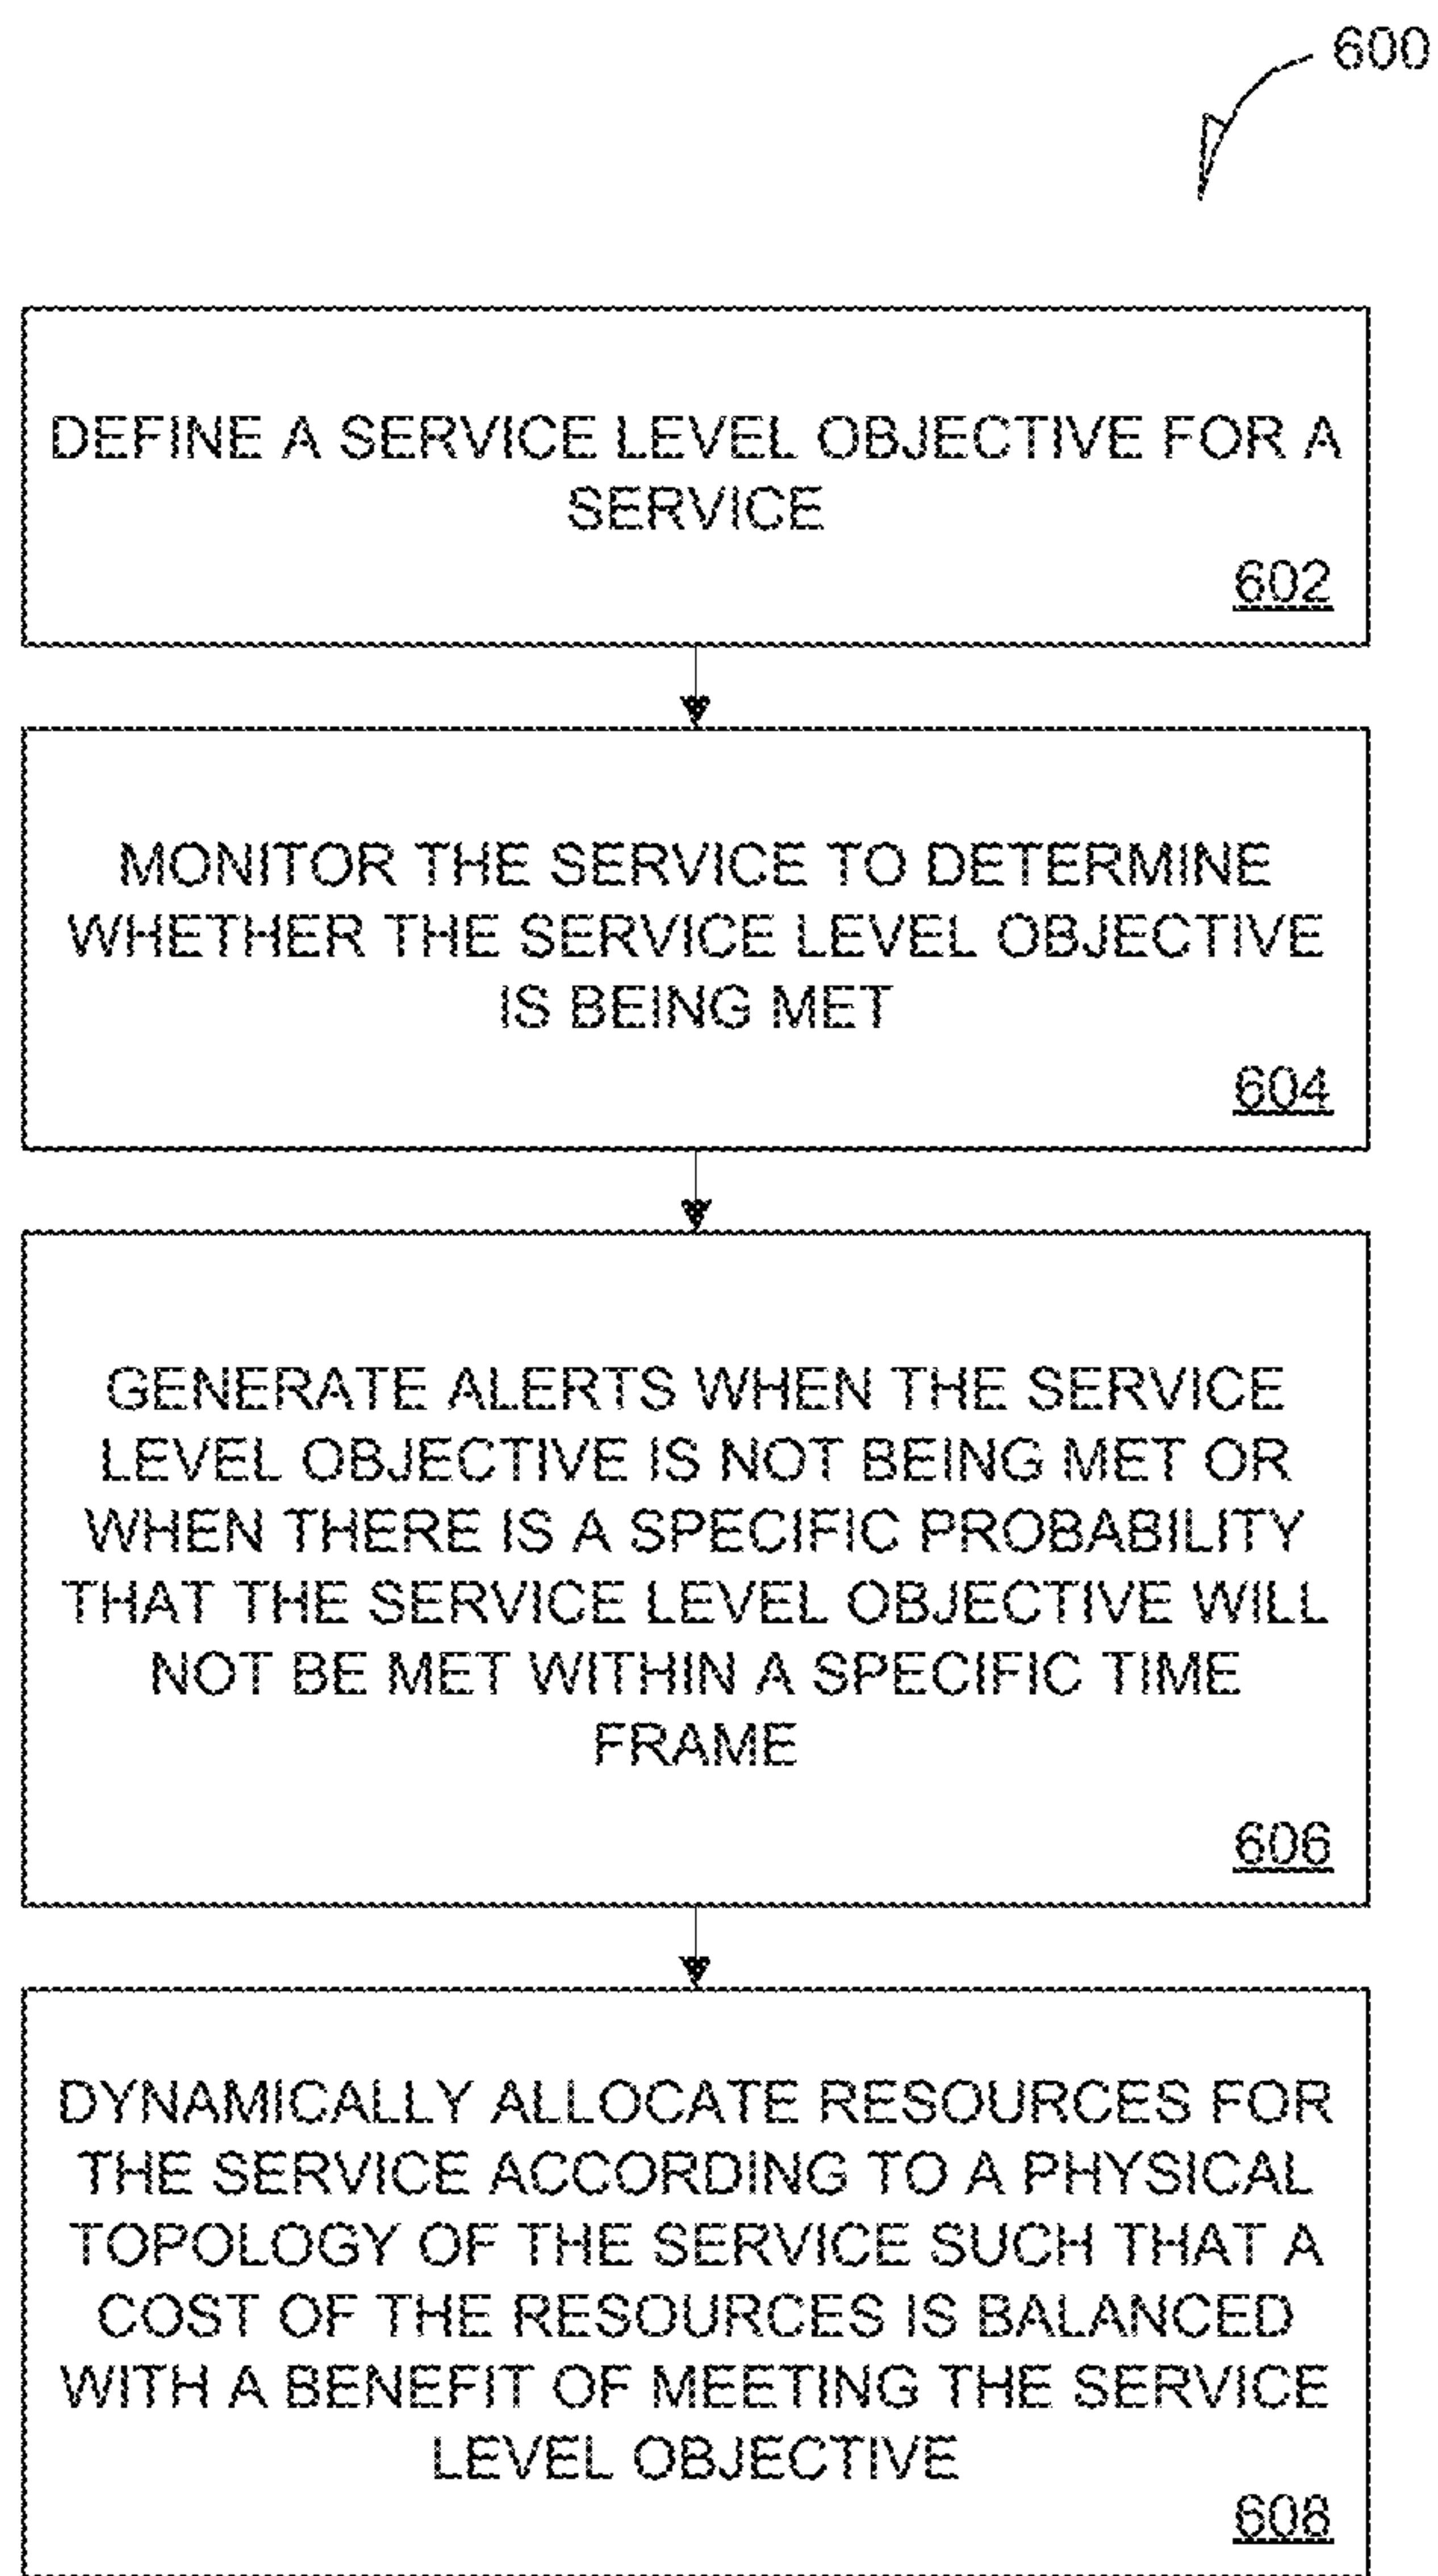 600
DEFINE A SERVICE LEVEL OBJECTIVE FOR A
SERVICE
602
MONITOR THE SERVICE TO DETERMINE
WHETHER THE SERVICE LEVEL OBJECTIVE
IS BEING MET
604
GENERATE ALERTS WHEN THE SERVICE
LEVEL OBJECTIVE IS NOT BEING MET OR
WHEN THERE IS A SPECIFIC PROBABILITY
THAT THE SERVICE LEVEL OBJECTIVE WILL
NOT BE MET WITHIN A SPECIFIC TIME
FRAME
606
DYNAMICALLY ALLOCATE RESOURCES FOR
THE SERVICE ACCORDING TO A PHYSICAL
TOPOLOGY OF THE SERVICE SUCH THAT A
COST OF THE RESOURCES IS BALANCED
WITH A BENEFIT OF MEETING THE SERVICE
LEVEL OBJECTIVE
608